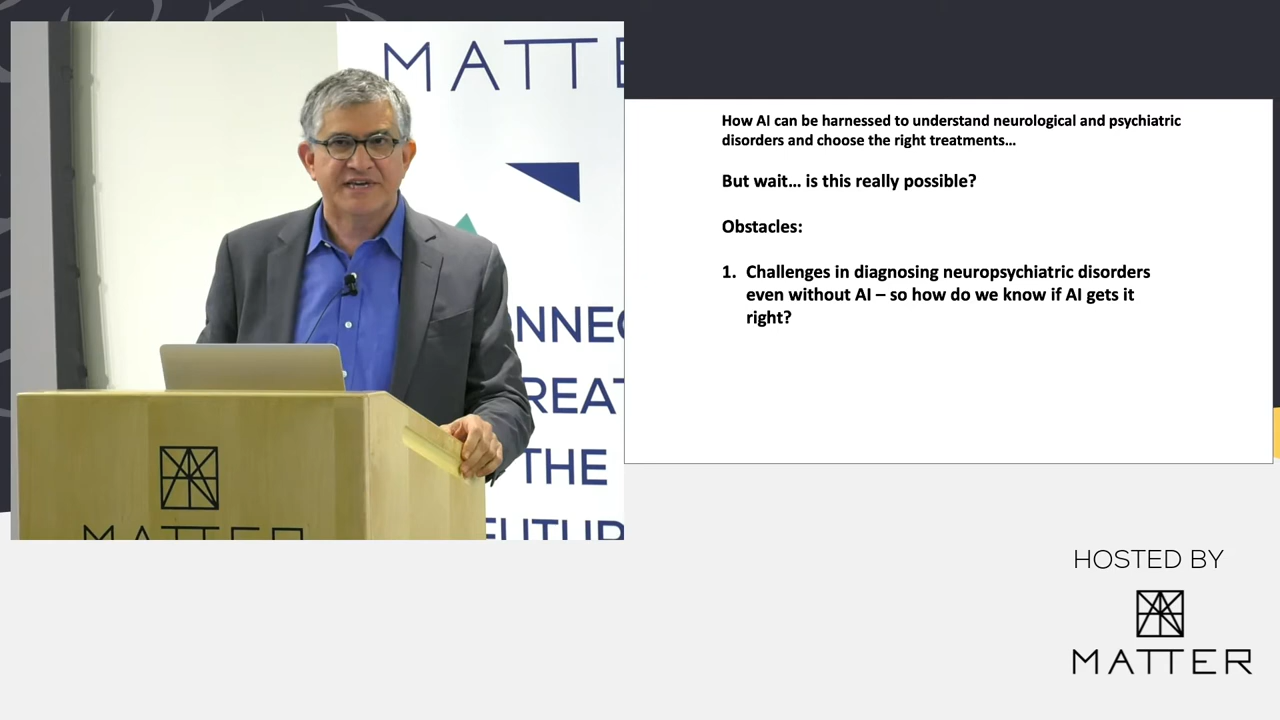 MATTE
NNEC
REAT
THE
FUTUR
MATTER
How AI can be harnessed to understand neurological and psychiatric
disorders and choose the right treatments…
But wait… is this really possible?
Obstacles:
1. Challenges in diagnosing neuropsychiatric disorders
even without AI – so how do we know if AI gets it
right?
HOSTED BY
MATTER